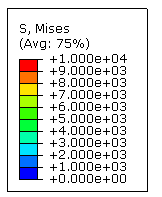 S, Mises
(Avg: 75%)
+1.000e+04
+9.000e+03
+8.000e+03
+7.000e+03
+6.000e+03
+5.000e+03
+4.000e+03
+3.000e+03
+2.000e+03
+1.000e+03
+0.000e+00